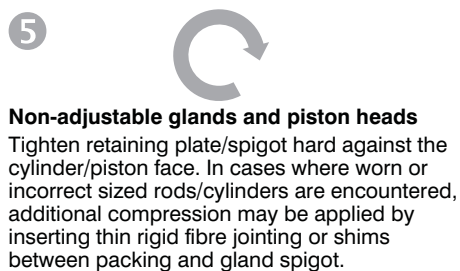 5
Non-adjustable glands and piston heads
Tighten retaining plate/spigot hard against the
cylinder/piston face. In cases where worn or
incorrect sized rods/cylinders are encountered,
additional compression may be applied by
inserting thin rigid fibre jointing or shims
between packing and gland spigot.